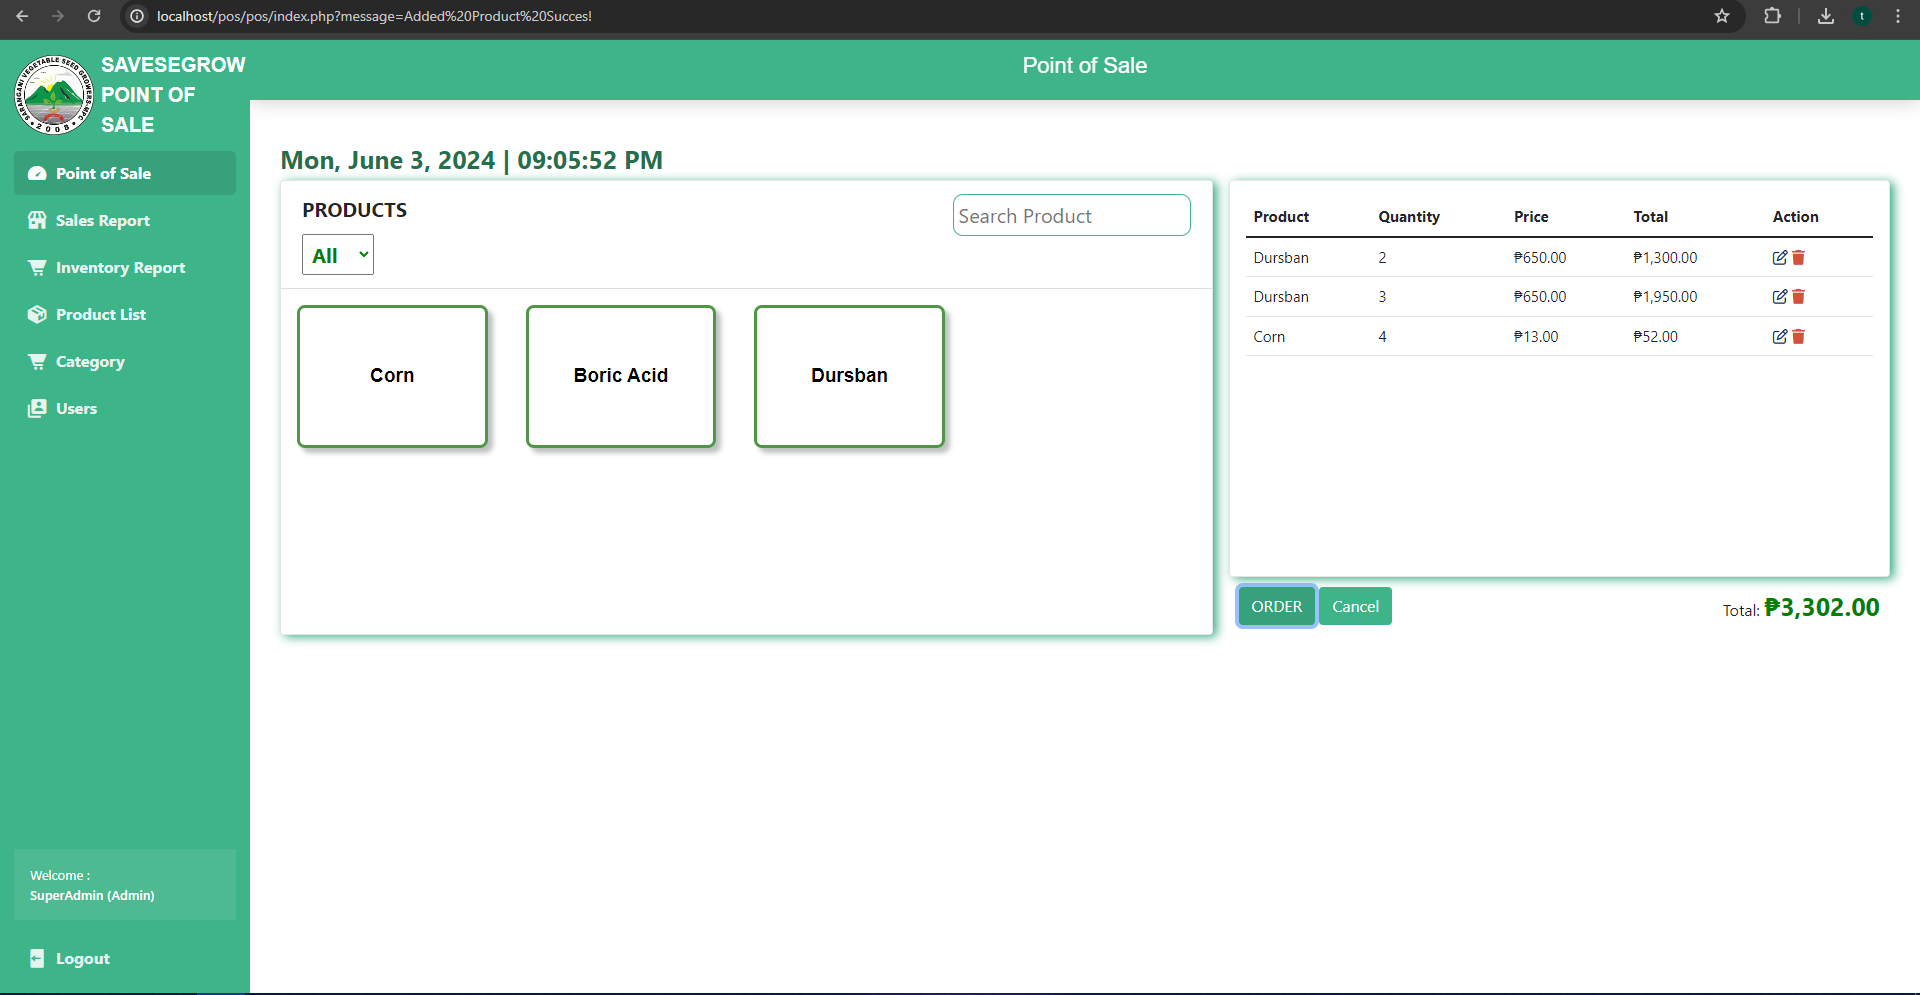 localhost/pos/pos/index.php?message=Added%20Product%20Succes!
t
SARANGANI VEGETABLE SEED GROWERS-MPC
• 2008 •
SAVESEGROW
POINT OF
SALE
Point of Sale
Point of Sale
Sales Report
Inventory Report
Product List
Category
Users
Welcome :
SuperAdmin (Admin)
Logout
Mon, June 3, 2024 | 09:05:52 PM
PRODUCTS
Search Product
All
Corn
Boric Acid
Dursban
Product Quantity Price Total Action
Dursban 2 ₱650.00 ₱1,300.00
Dursban 3 ₱650.00 ₱1,950.00
Corn 4 ₱13.00 ₱52.00
ORDER Cancel Total: ₱3,302.00